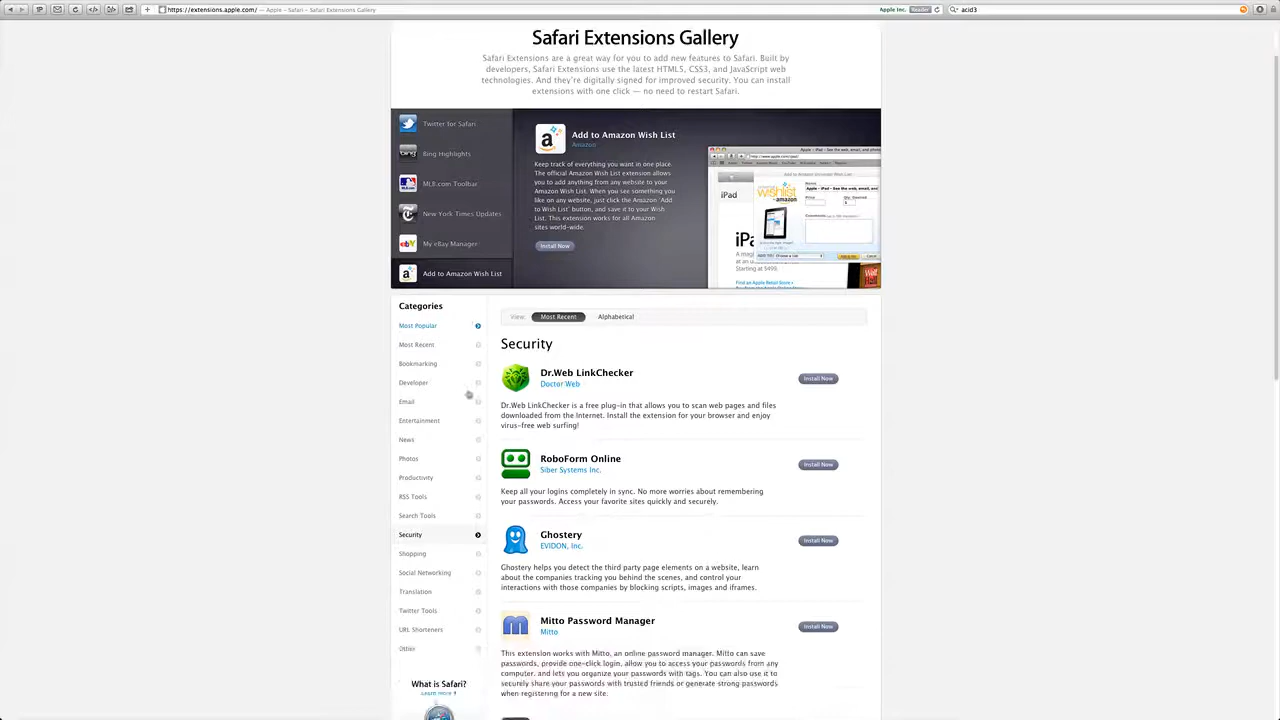 https://extensions.apple.com/ — Apple – Safari – Safari Extensions Gallery
Apple Inc. Reader acid3
Safari Extensions Gallery
Safari Extensions are a great way for you to add new features to Safari. Built by
developers, Safari Extensions use the latest HTML5, CSS3, and JavaScript web
technologies. And they're digitally signed for improved security. You can install
extensions with one click — no need to restart Safari.
Twitter for Safari
Bing Highlights
MLB.com Toolbar
New York Times Updates
My eBay Manager
Add to Amazon Wish List
Add to Amazon Wish List
Amazon
Keep track of everything you want in one place.
The official Amazon Wish List extension allows
you to add anything from any website to your
Amazon Wish List. When you see something you
like on any website, just click the Amazon 'Add
to Wish List' button, and save it to your Wish
List. This extension works for all Amazon
sites world-wide.
Install Now
iPad
Starting at $499.
Find an Apple Retail Store
Categories
Most Popular
Most Recent
Bookmarking
Developer
Email
Entertainment
News
Photos
Productivity
RSS Tools
Search Tools
Security
Shopping
Social Networking
Translation
Twitter Tools
URL Shorteners
Other
What is Safari?
Learn more
View: Most Recent Alphabetical
Security
Dr.Web LinkChecker
Doctor Web
Install Now
Dr.Web LinkChecker is a free plug-in that allows you to scan web pages and files
downloaded from the Internet. Install the extension for your browser and enjoy
virus-free web surfing!
RoboForm Online
Siber Systems Inc.
Install Now
Keep all your logins completely in sync. No more worries about remembering
your passwords. Access your favorite sites quickly and securely.
Ghostery
EVIDON, Inc.
Install Now
Ghostery helps you detect the third party page elements on a website, learn
about the companies tracking you behind the scenes, and control your
interactions with those companies by blocking scripts, images and iframes.
Mitto Password Manager
Mitto
Install Now
This extension works with Mitto, an online password manager. Mitto can save
passwords, provide one-click login, allow you to access your passwords from any
computer, and lets you organize your passwords with tags. You can also use it to
securely share your passwords with trusted friends or generate strong passwords
when registering for a new site.